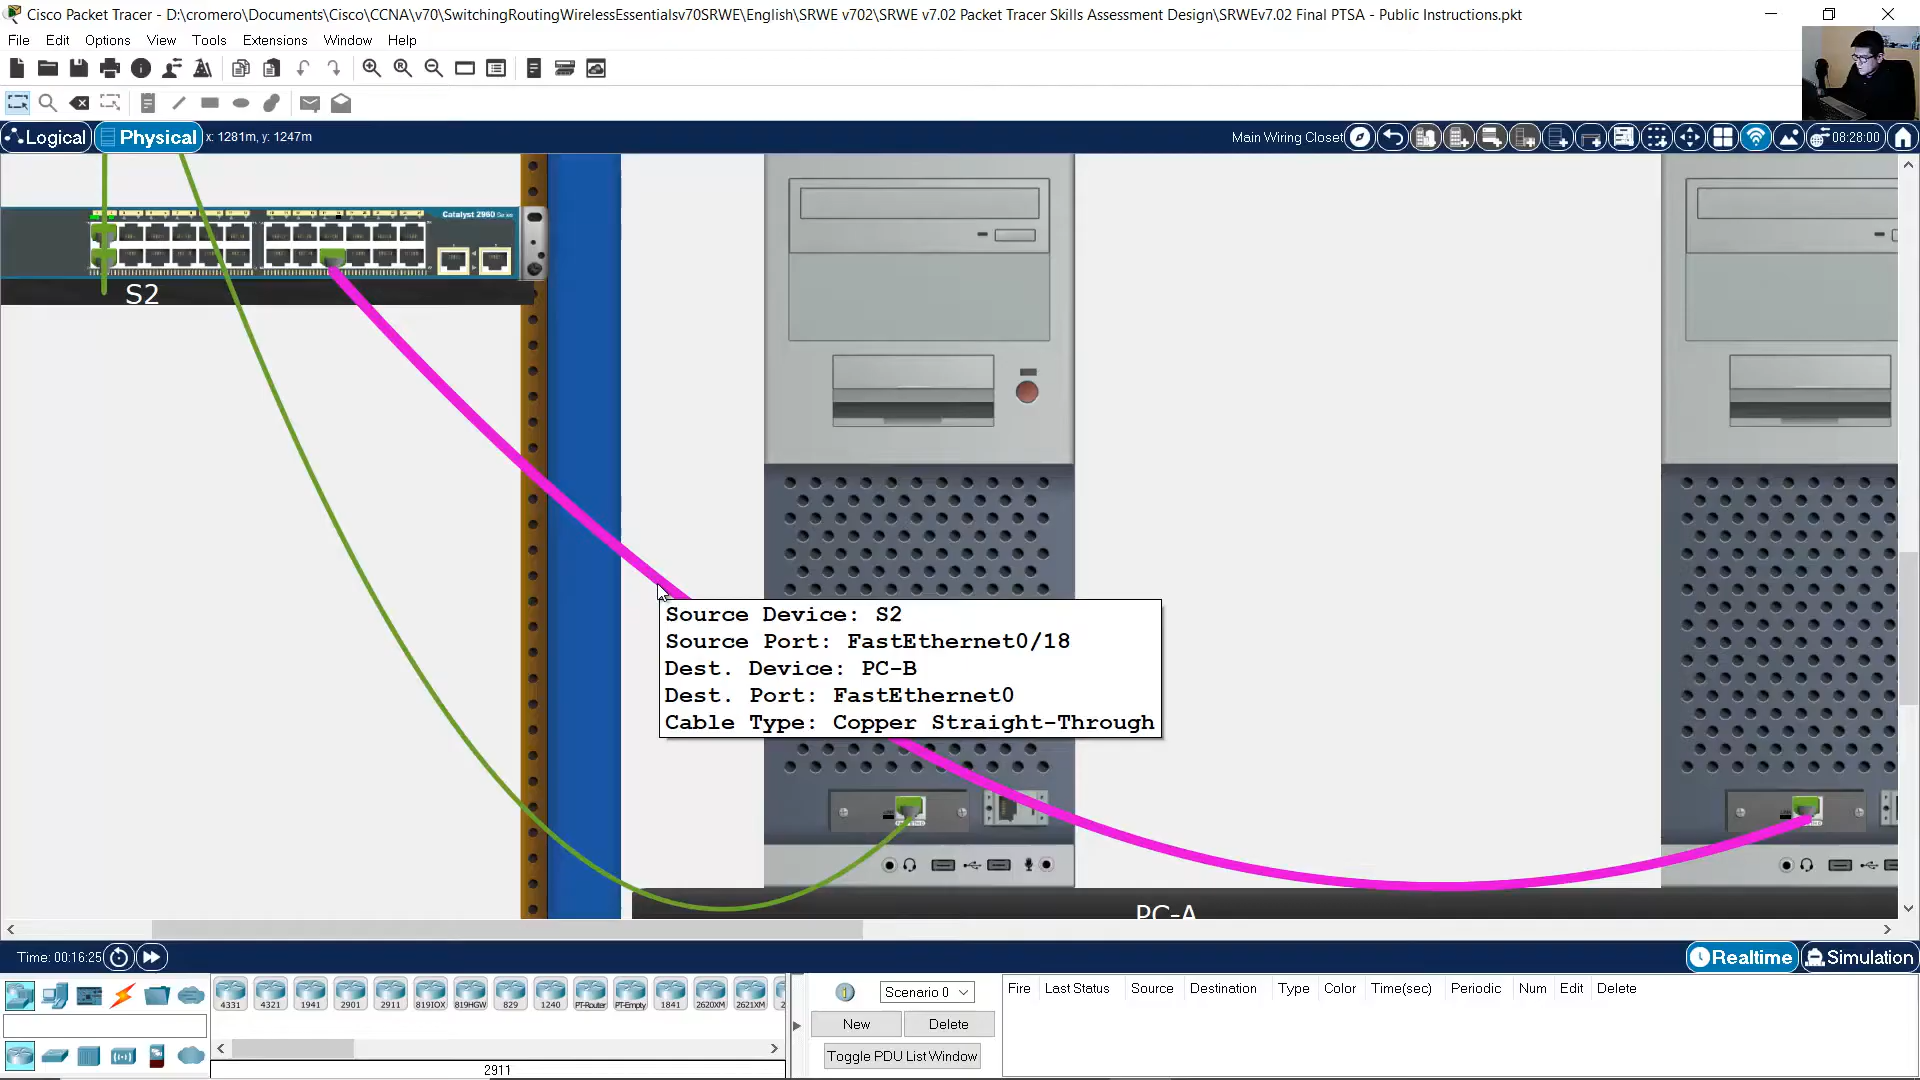 Cisco Packet Tracer - D:\cromero\Documents\Cisco\CCNA\v70\SwitchingRoutingWirelessEssentialsv70SRWE\English\SRWE v702\SRWE v7.02 Packet Tracer Skills Assessment Design\SRWEv7.02 Final PTSA - Public Instructions.pkt
File Edit Options View Tools Extensions Window Help
Logical Physical x: 1281m, y: 1247m Main Wiring Closet 08:28:00
Catalyst 2960 Series
S2
Source Device: S2
Source Port: FastEthernet0/18
Dest. Device: PC-B
Dest. Port: FastEthernet0
Cable Type: Copper Straight-Through
PC-A
Time: 00:16:25 Realtime Simulation
4331 4321 1941 2901 2911 819IOX 819HGW 829 1240 PT-Router PT-Empty 1841 2620XM 2621XM 2
2911
Scenario 0
New Delete
Toggle PDU List Window
Fire Last Status Source Destination Type Color Time(sec) Periodic Num Edit Delete